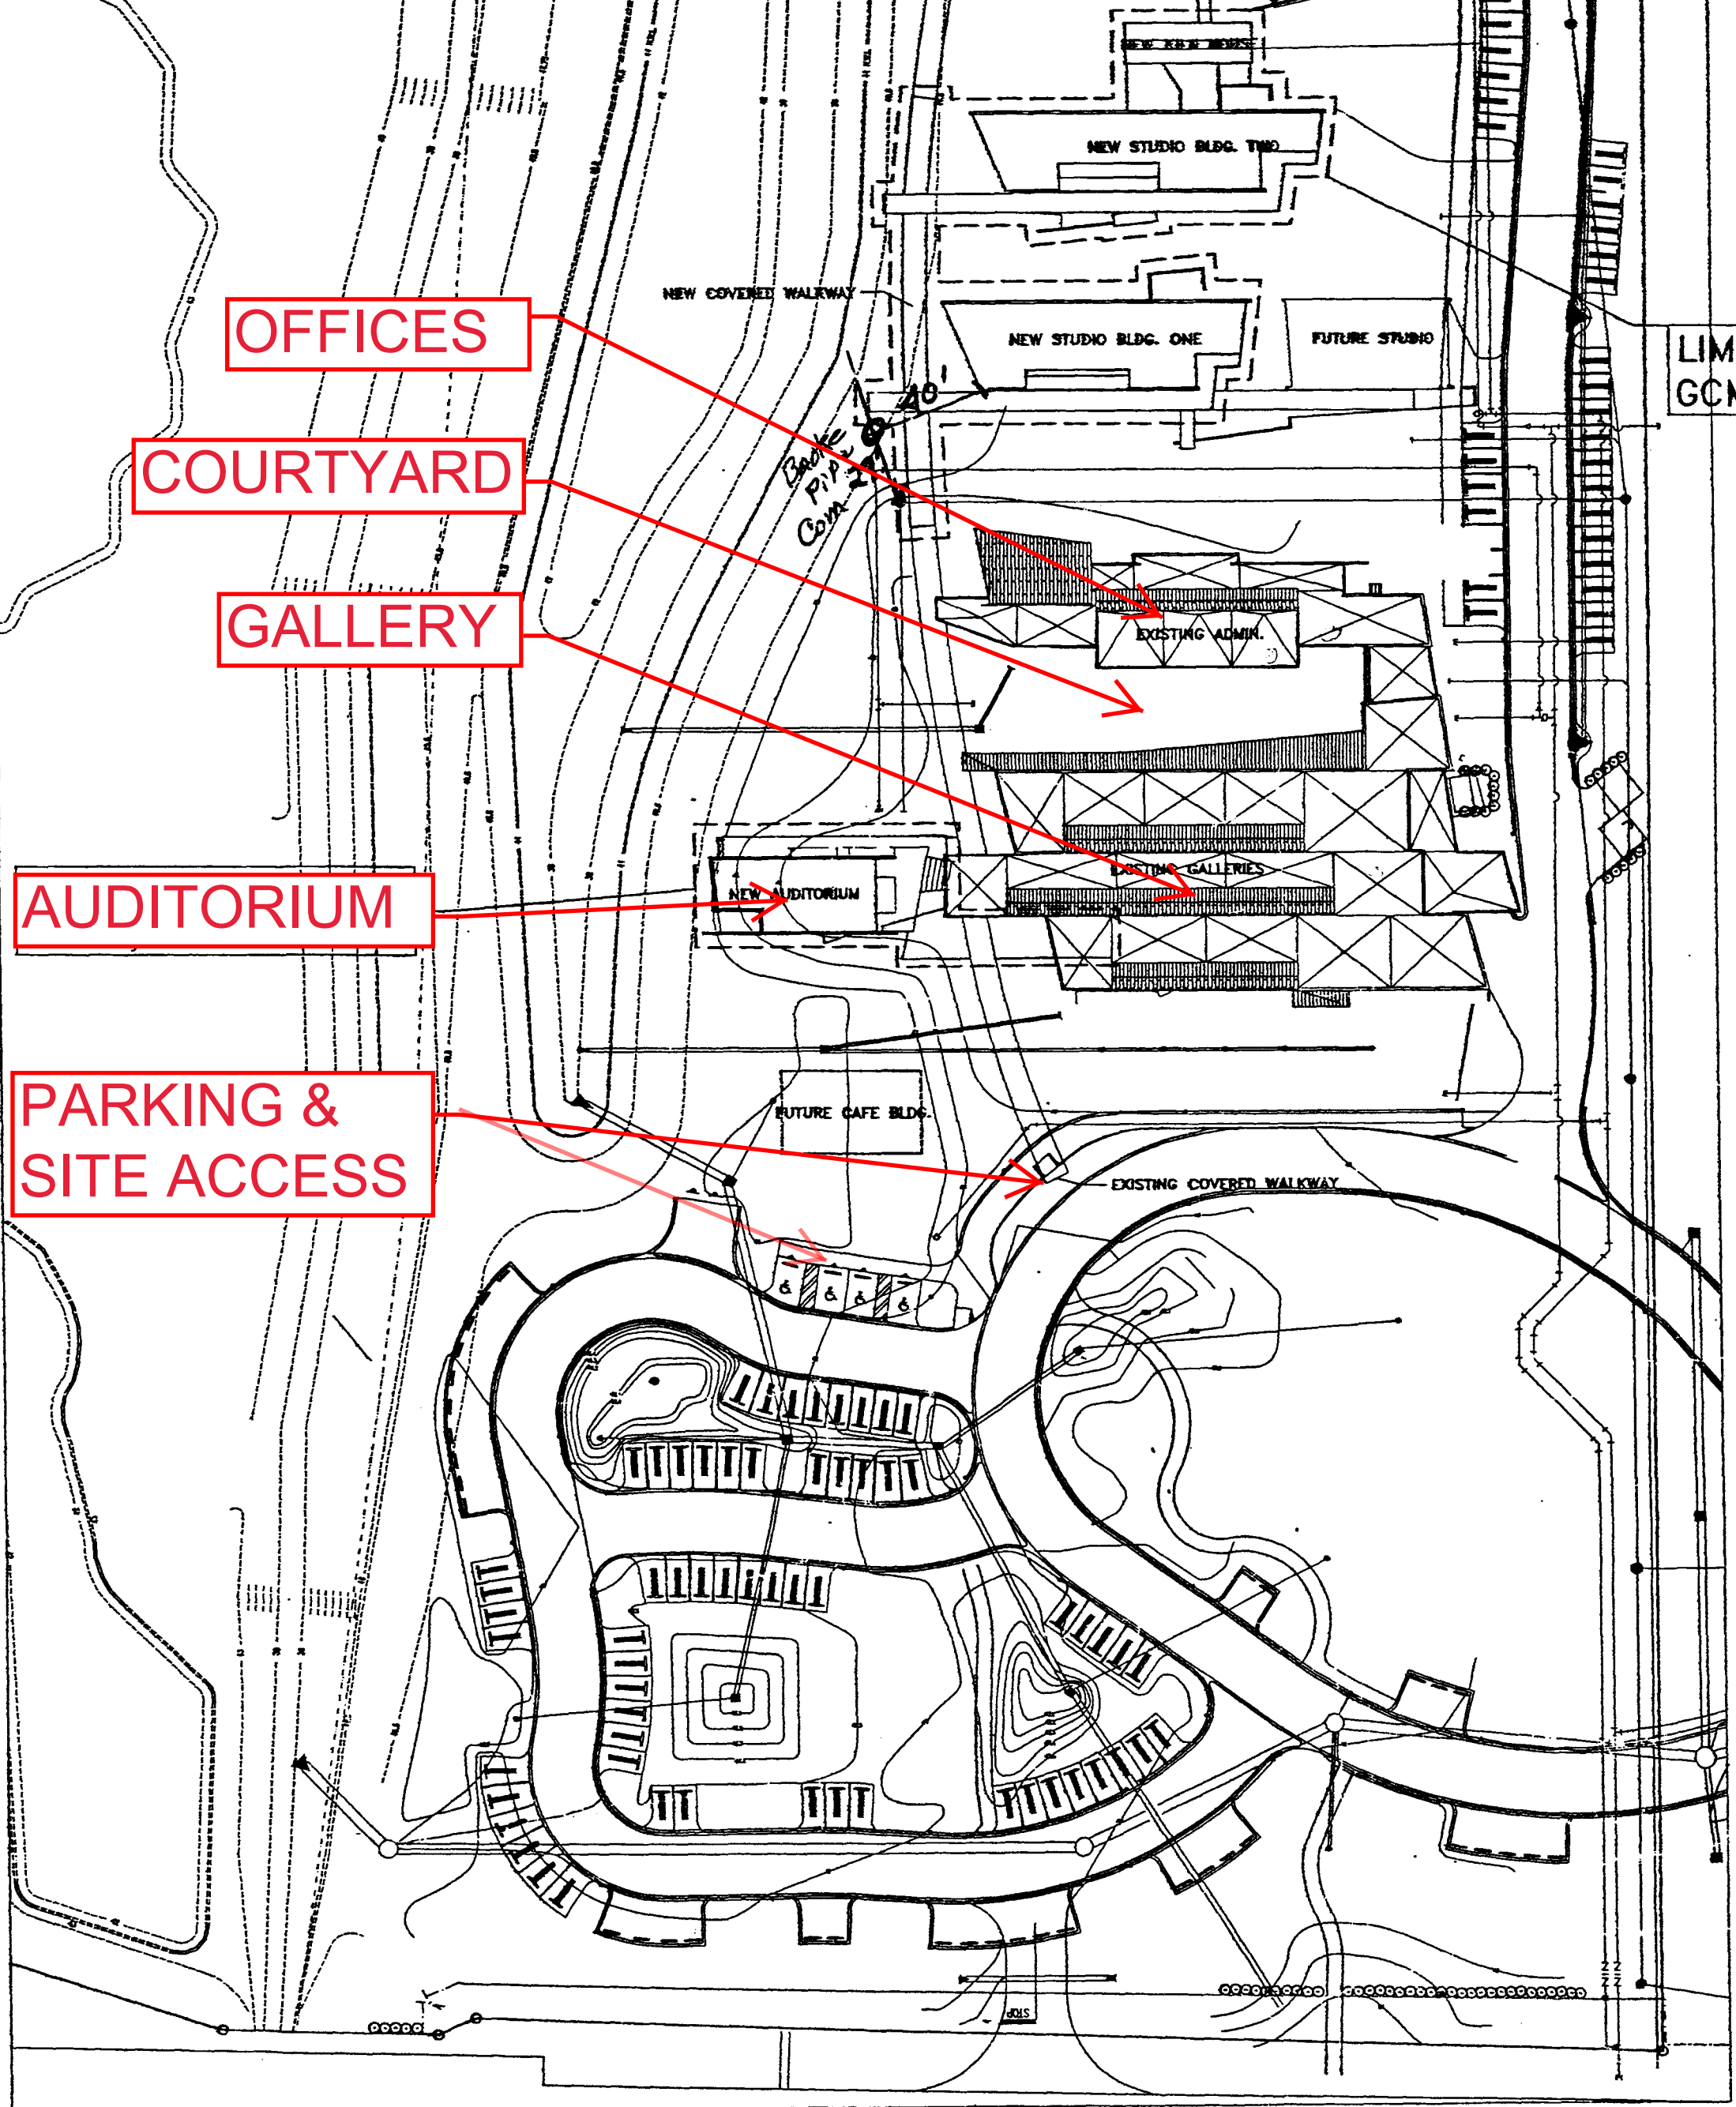 NEW KILN HOUSE
NEW STUDIO BLDG. TWO
NEW COVERED WALKWAY
OFFICES
NEW STUDIO BLDG. ONE
FUTURE STUDIO
LIM
GCM
40
COURTYARD
Pipe
Com
EXISTING ADMIN.
GALLERY
EXISTING GALLERIES
AUDITORIUM
NEW AUDITORIUM
PARKING &
SITE ACCESS
FUTURE CAFE BLDG.
EXISTING COVERED WALKWAY
STOP